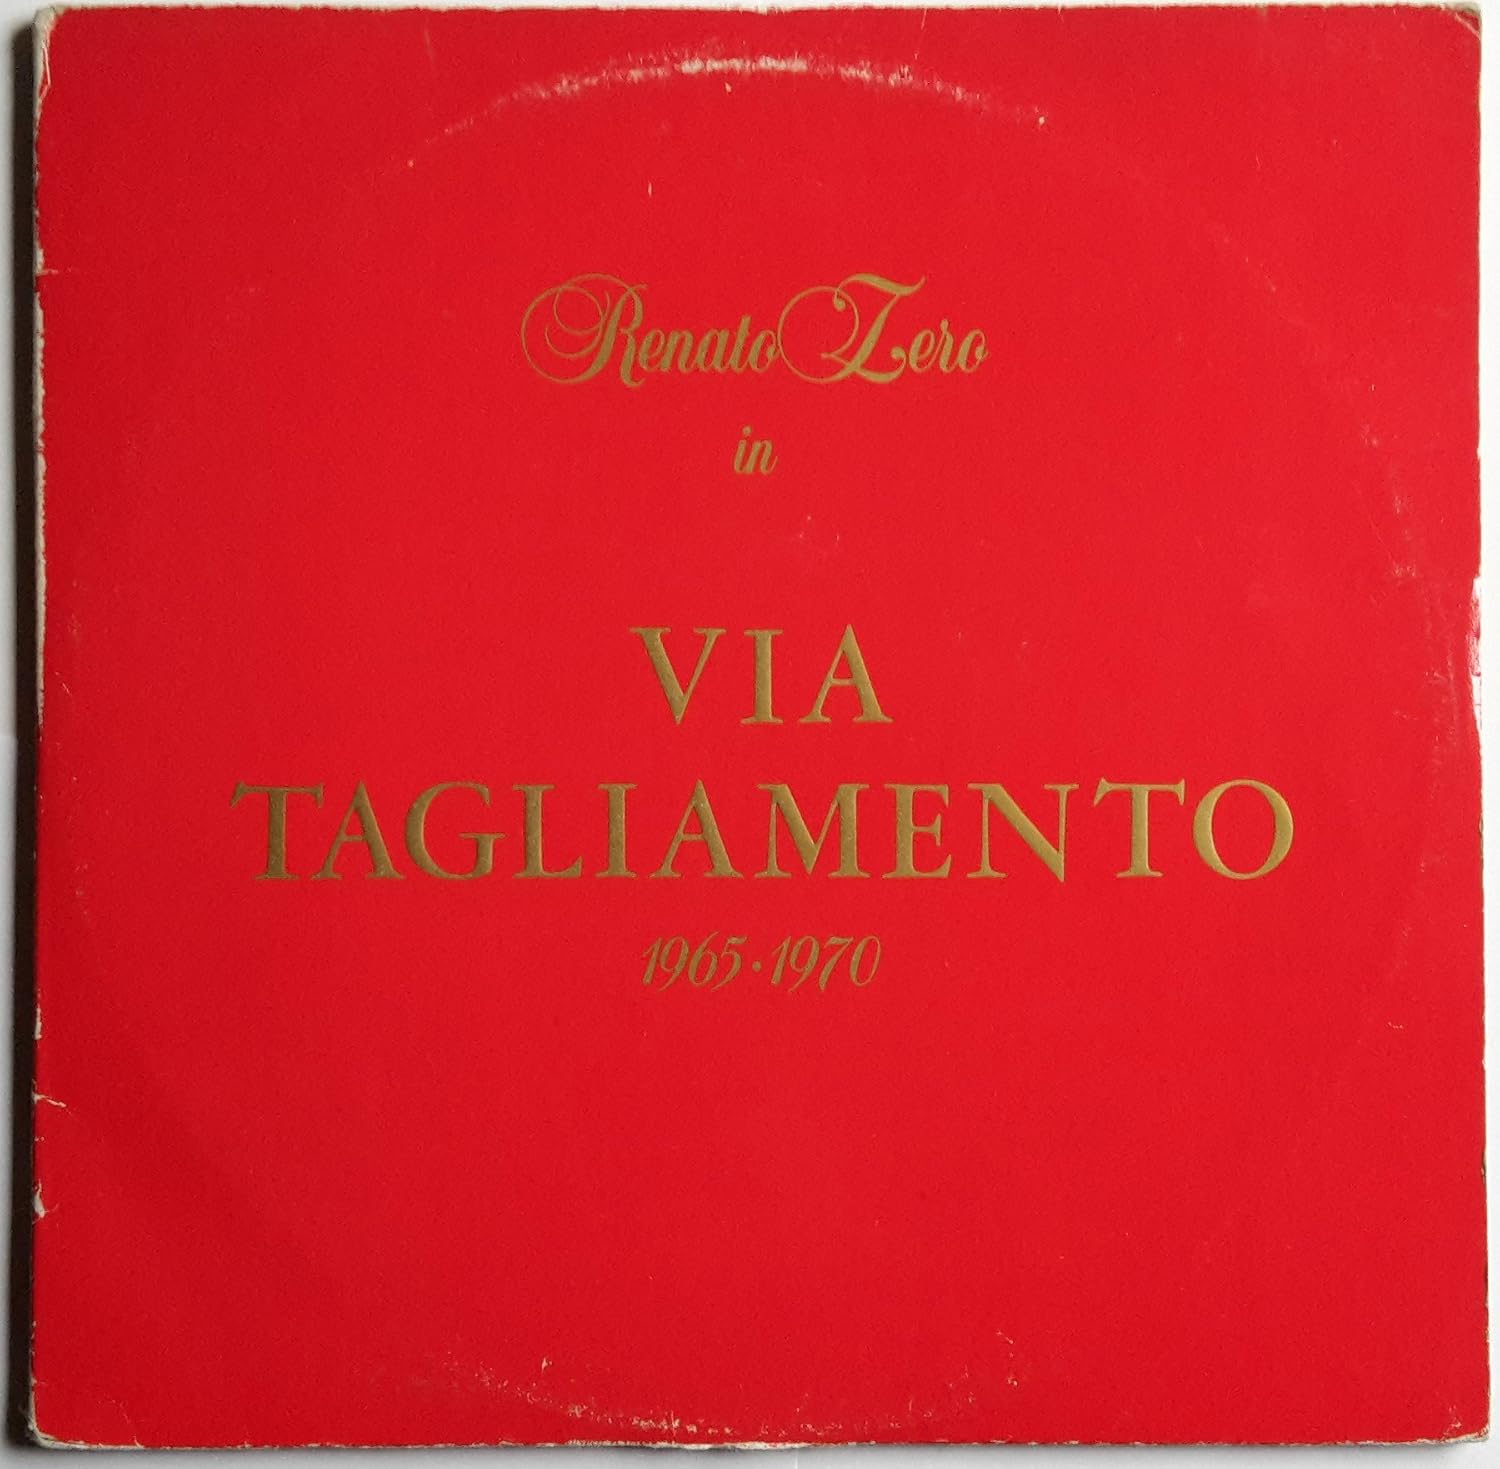 Renato Zero
in
VIA
TAGLIAMENTO
1965·1970